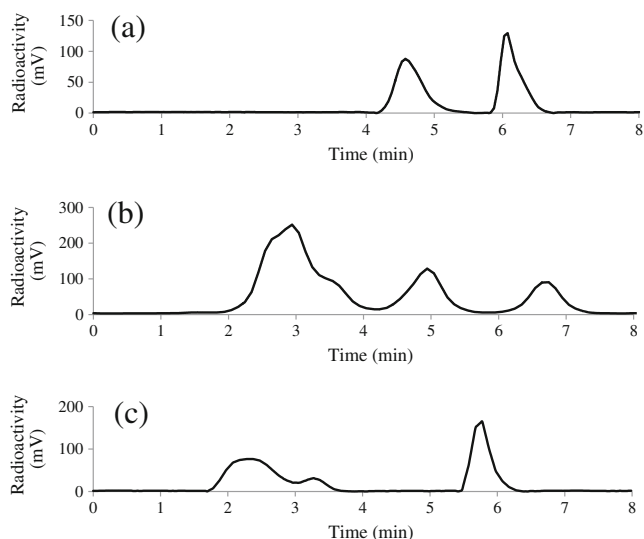 (a)
Radioactivity
(mV)
150
100
50
0
0 1 2 3 4 5 6 7 8
Time (min)
(b)
Radioactivity
(mV)
300
200
100
0
0 1 2 3 4 5 6 7 8
Time (min)
(c)
Radioactivity
(mV)
200
100
0
0 1 2 3 4 5 6 7 8
Time (min)